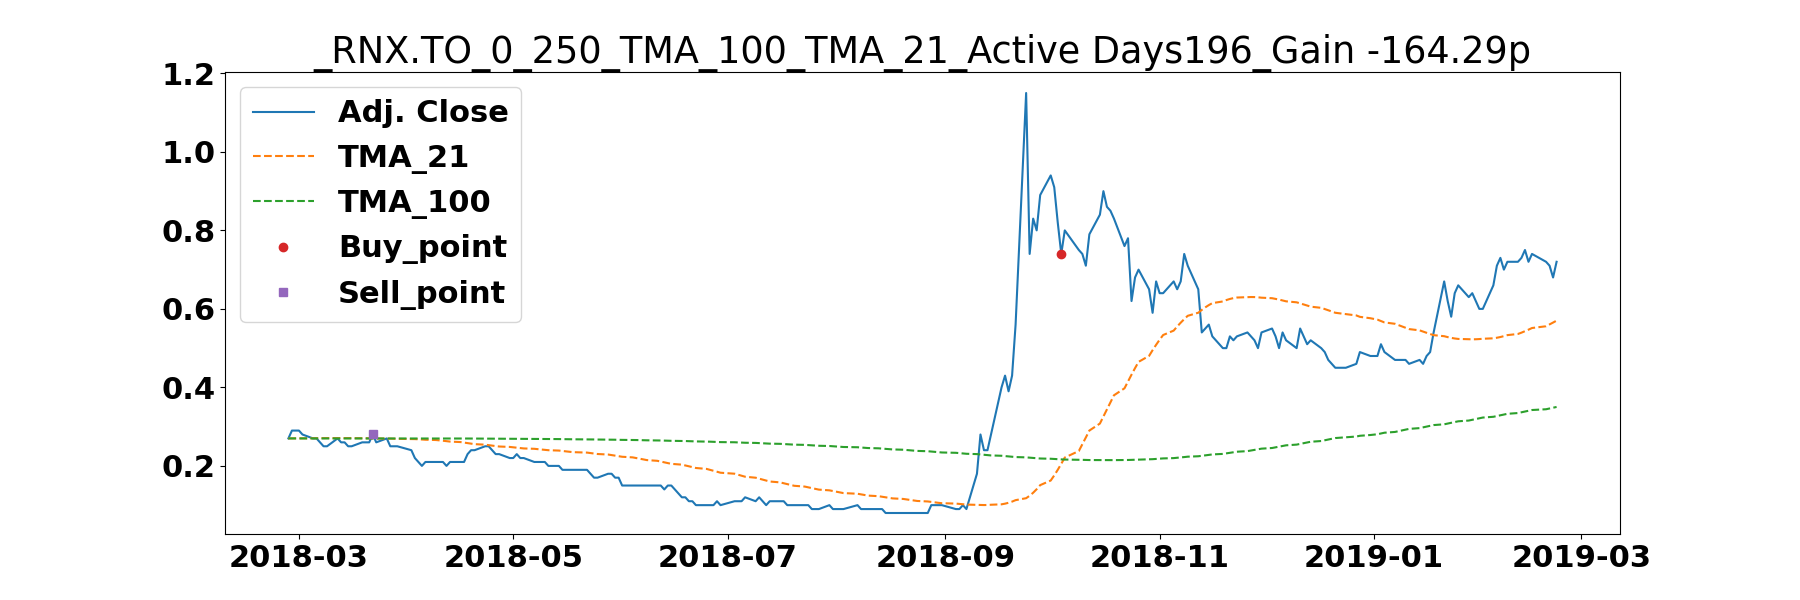 _RNX.TO_0_250_TMA_100_TMA_21_Active Days196_Gain -164.29p
1.2
1.0
0.8
0.6
0.4
0.2
Adj. Close
TMA_21
TMA_100
Buy_point
Sell_point
2018-03 2018-05 2018-07 2018-09 2018-11 2019-01 2019-03